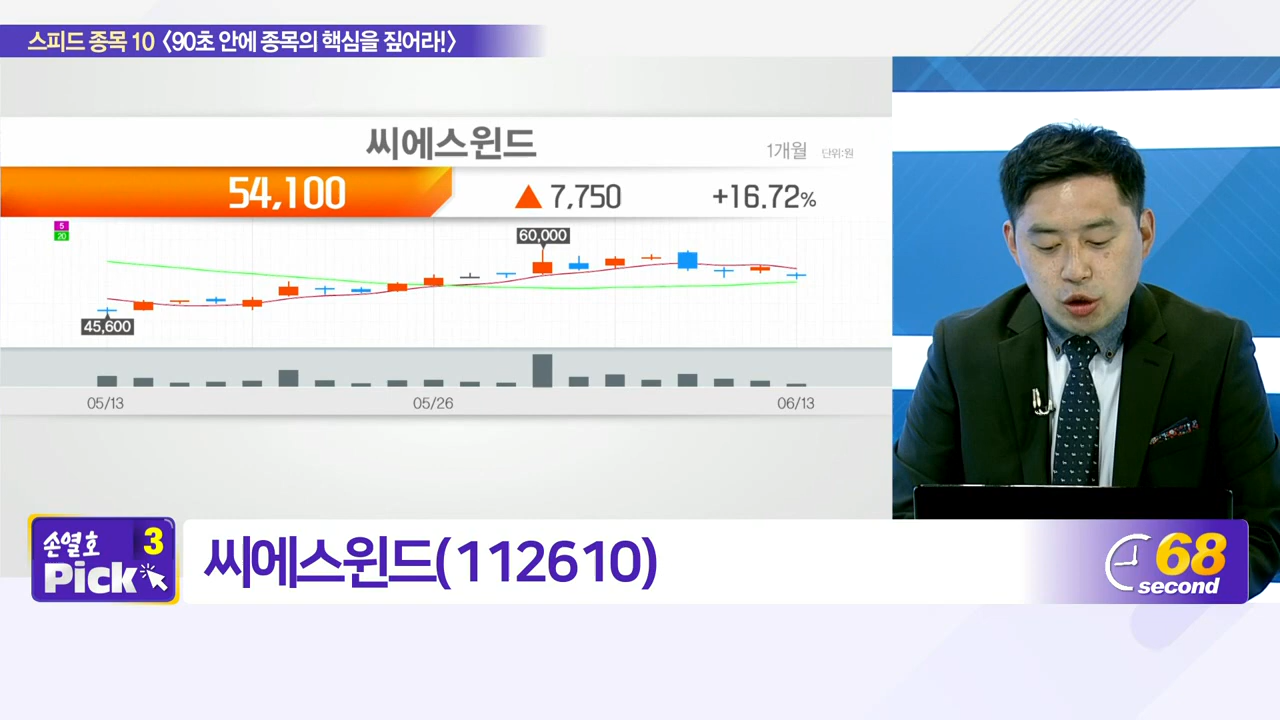 스피드 종목 10 〈90초 안에 종목의 핵심을 짚어라!〉
씨에스윈드
1개월 단위:원
54,100 ▲ 7,750 +16.72%
5
20
60,000
45,600
05/13 05/26 06/13
손열호 3
Pick
씨에스윈드(112610)
68
second